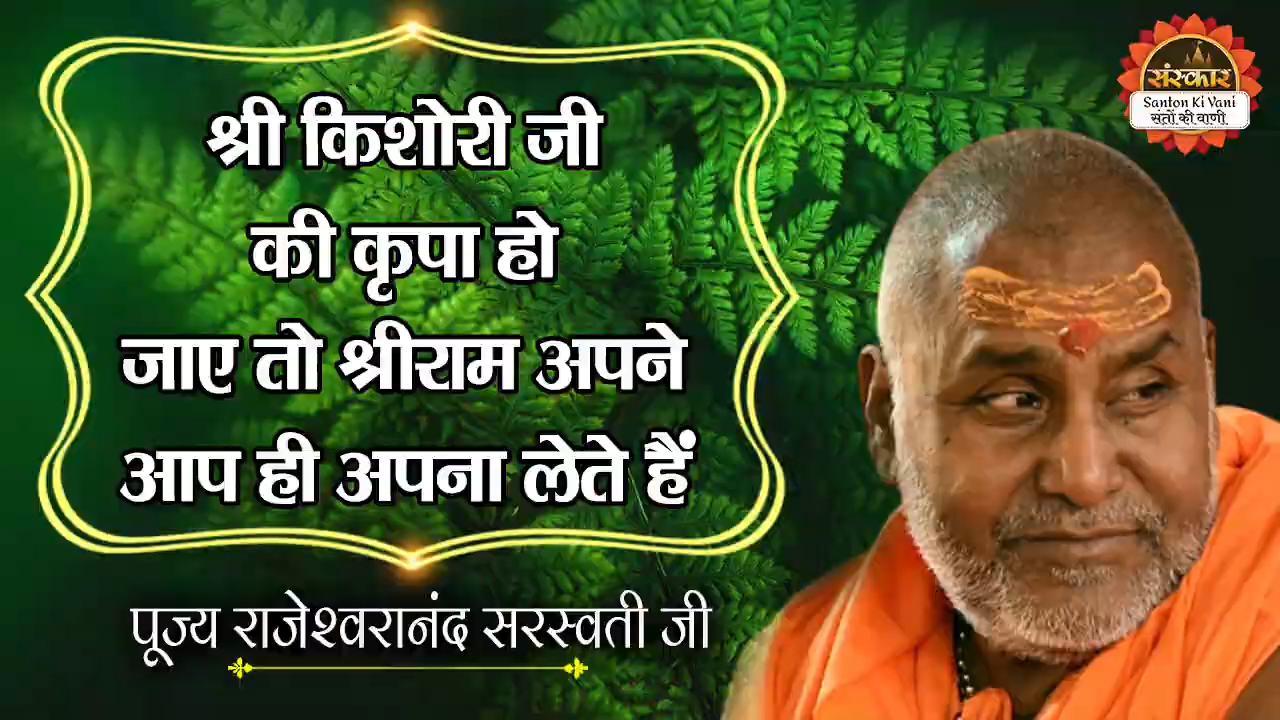 श्री किशोरी जी
की कृपा हो
जाए तो श्रीराम अपने
आप ही अपना लेते हैं
पूज्य राजेश्वरानंद सरस्वती जी
संस्कार
Santon Ki Vani
संतों की वाणी